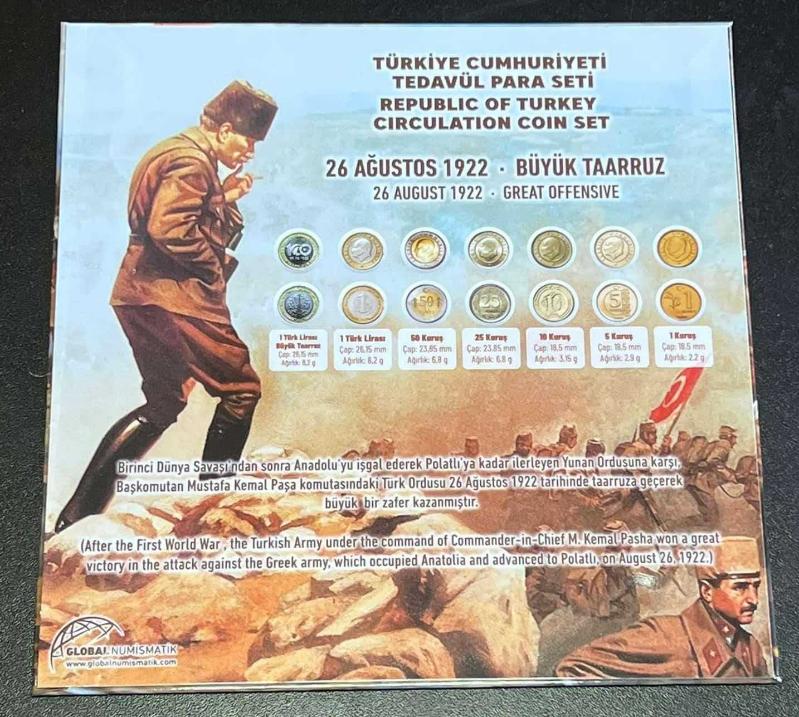 TÜRKİYE CUMHURİYETİ
TEDAVÜL PARA SETİ
REPUBLIC OF TURKEY
CIRCULATION COIN SET
26 AĞUSTOS 1922 · BÜYÜK TAARRUZ
26 AUGUST 1922 · GREAT OFFENSIVE
1 Türk Lirası
Büyük Taarruz
Çap: 26,15 mm
Ağırlık: 8,2 g
1 Türk Lirası
Çap: 26,15 mm
Ağırlık: 8,2 g
50 Kuruş
Çap: 23,85 mm
Ağırlık: 6,8 g
25 Kuruş
Çap: 23,85 mm
Ağırlık: 6,8 g
10 Kuruş
Çap: 18,5 mm
Ağırlık: 3,15 g
5 Kuruş
Çap: 18,5 mm
Ağırlık: 2,9 g
1 Kuruş
Çap: 18,5 mm
Ağırlık: 2,2 g
Birinci Dünya Savaşı'ndan sonra Anadolu'yu işgal ederek Polatlı'ya kadar ilerleyen Yunan Ordusuna karşı,
Başkomutan Mustafa Kemal Paşa komutasındaki Türk Ordusu 26 Ağustos 1922 tarihinde taarruza geçerek
büyük bir zafer kazanmıştır.
(After the First World War , the Turkish Army under the command of Commander-in-Chief M. Kemal Pasha won a great
victory in the attack against the Greek army, which occupied Anatolia and advanced to Polatlı, on August 26, 1922.)
GLOBAL NUMISMATIK
www.globalnumismatik.com